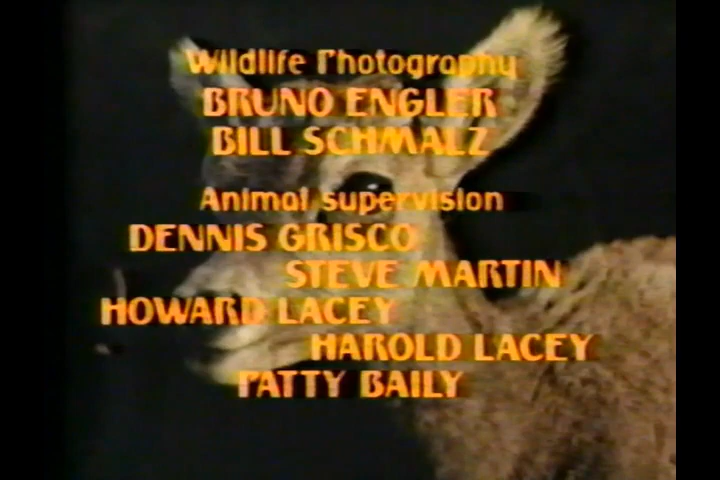 Wildlife Photography
BRUNO ENGLER
BILL SCHMALZ
Animal supervision
DENNIS GRISCO
STEVE MARTIN
HOWARD LACEY
HAROLD LACEY
PATTY BAILY